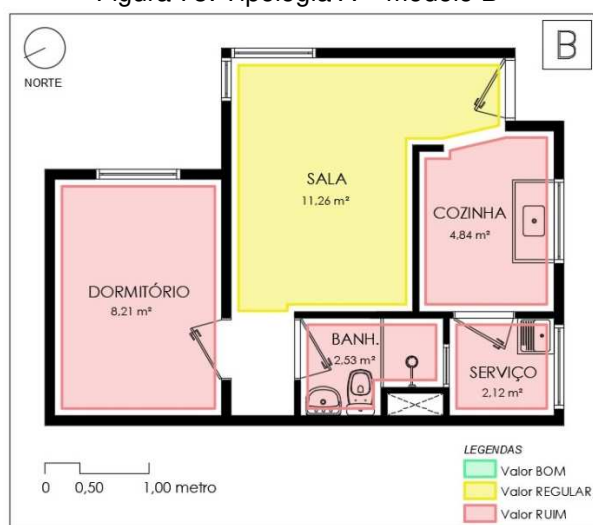 Figura 78: Tipologia A - Modelo B
NORTE
B
SALA
11,26 m²
COZINHA
4,84 m²
DORMITÓRIO
8,21 m²
BANH.
2,53 m²
SERVIÇO
2,12 m²
0 0,50 1,00 metro
LEGENDAS
Valor BOM
Valor REGULAR
Valor RUIM